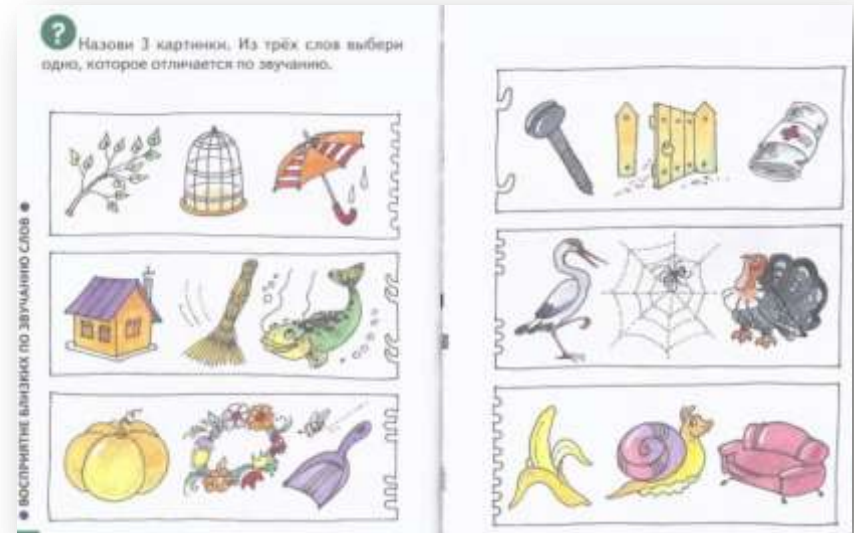 ?
Назови 3 картинки. Из трёх слов выбери
одно, которое отличается по звучанию.
● ВОСПРИЯТИЕ БЛИЗКИХ ПО ЗВУЧАНИЮ СЛОВ ●